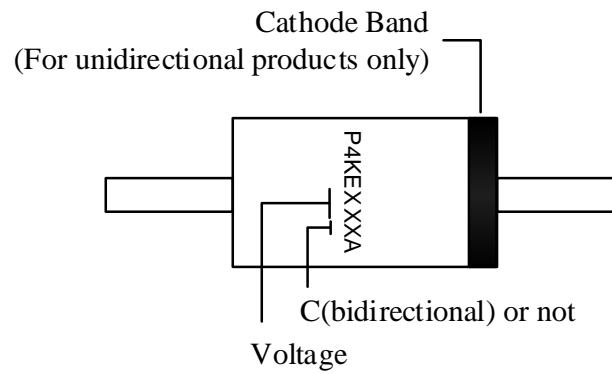 Cathode Band
(For unidirectional products only)
P4KEXXXA
C(bidirectional) or not
Voltage